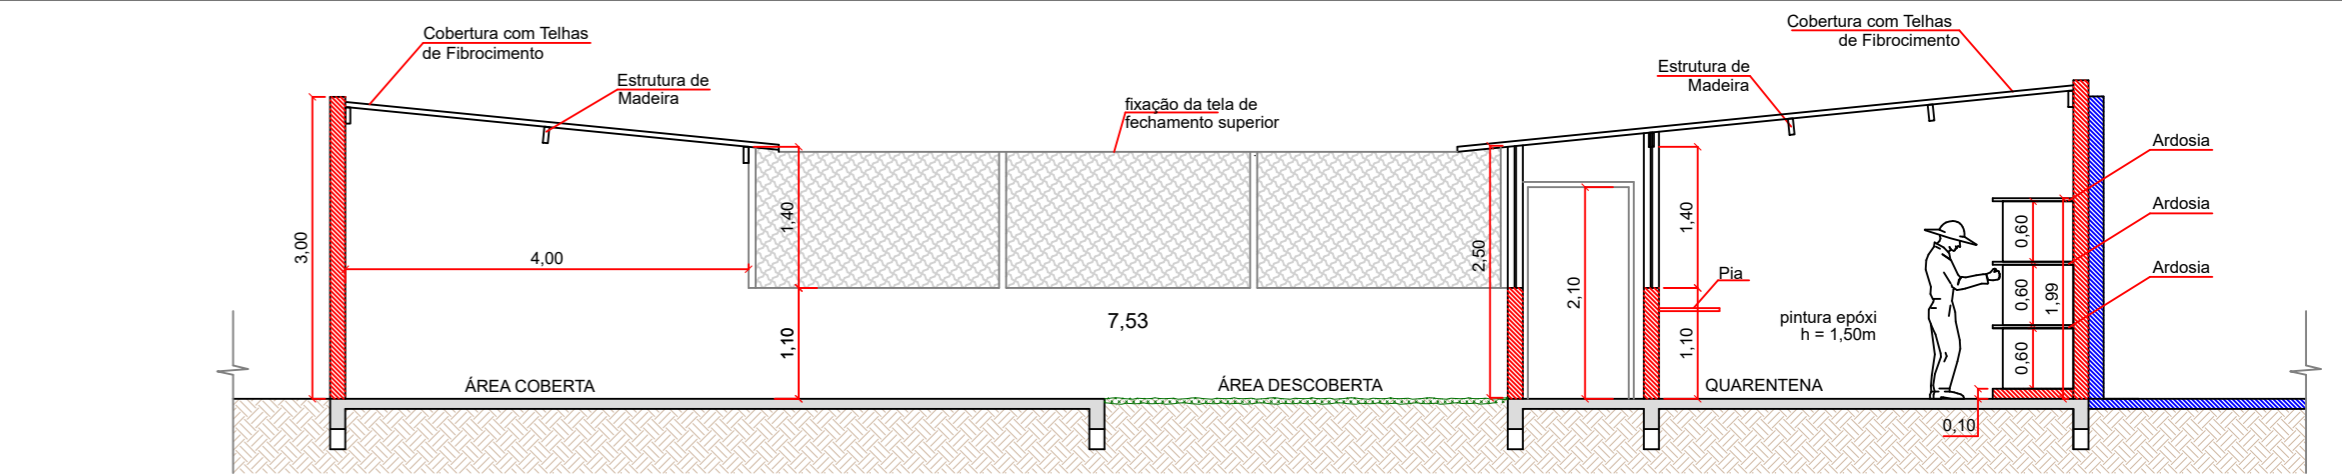 Cobertura com Telhas
de Fibrocimento
Estrutura de
Madeira
fixação da tela de
fechamento superior
Cobertura com Telhas
de Fibrocimento
Estrutura de
Madeira
Ardosia
Ardosia
Ardosia
3,00
4,00
1,40
1,10
7,53
2,50
2,10
1,40
1,10
Pia
pintura epóxi
h = 1,50m
0,60
0,60
0,60
1,99
0,10
ÁREA COBERTA
ÁREA DESCOBERTA
QUARENTENA